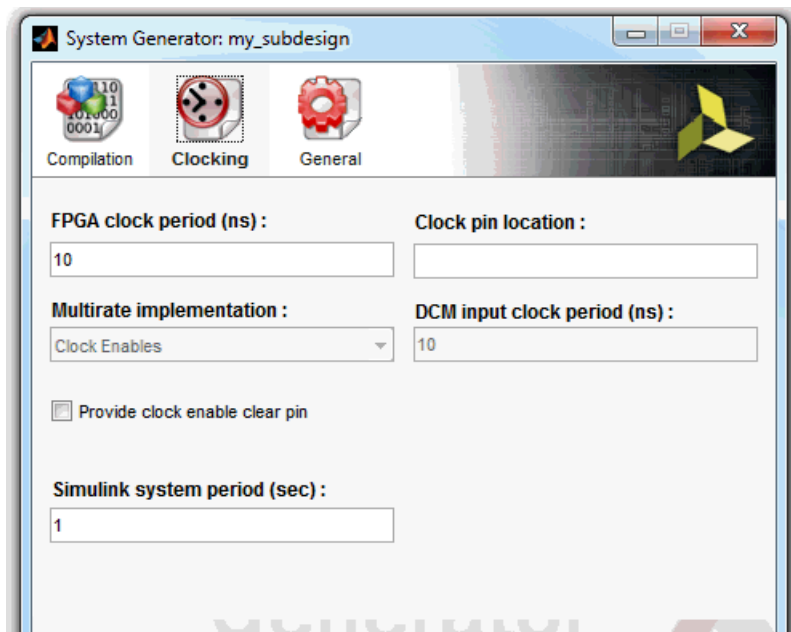 System Generator: my_subdesign
Compilation
Clocking
General
FPGA clock period (ns) :
Clock pin location :
10
Multirate implementation :
DCM input clock period (ns) :
Clock Enables
10
Provide clock enable clear pin
Simulink system period (sec) :
1